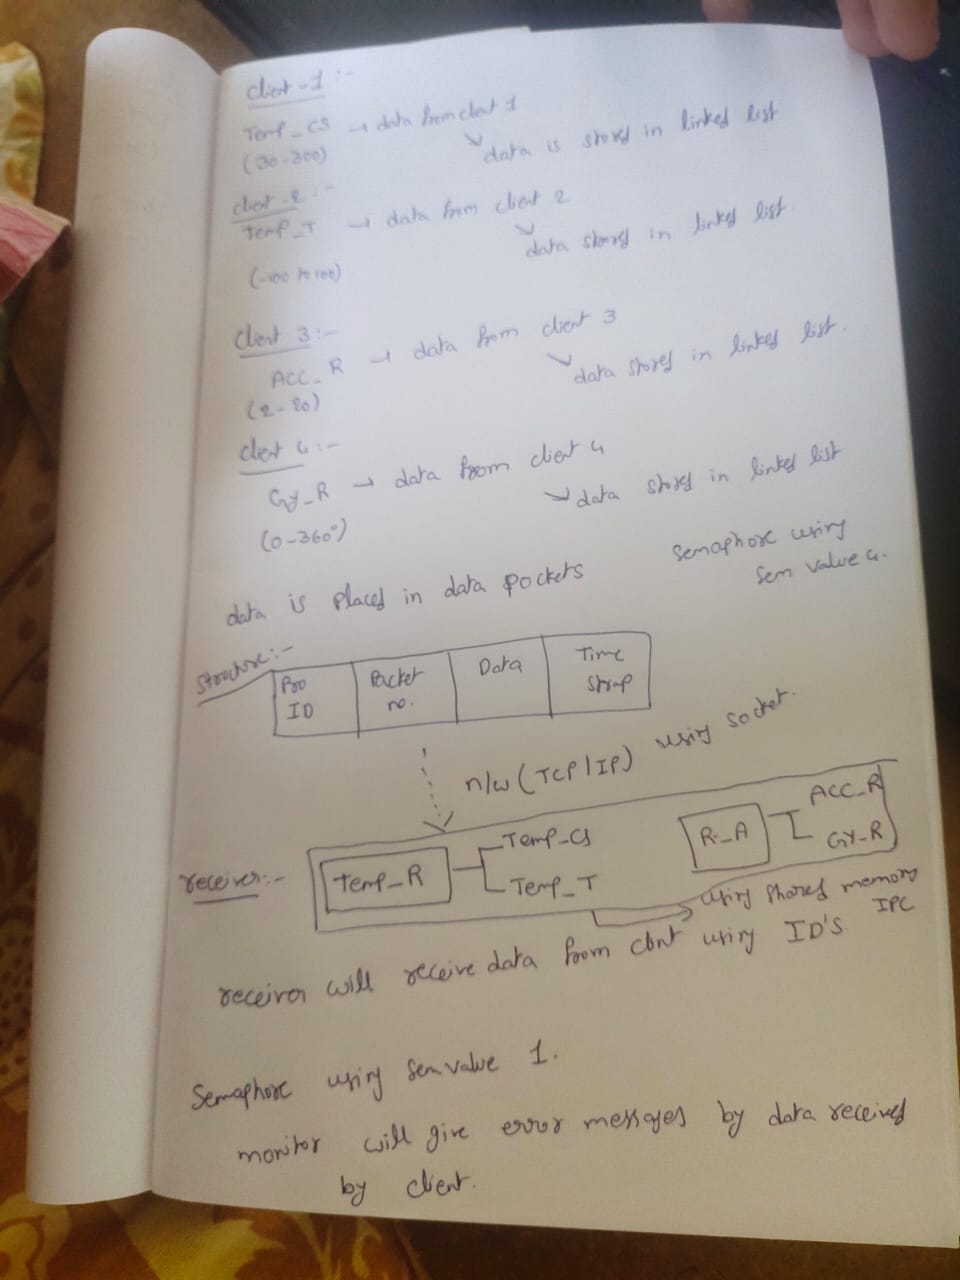 Client-1 :-
Temp_CS → data from client 1
(30-300)
data is stored in linked list
client-2 :-
Temp_T → data from client 2
data stored in linked list.
(-100 to 100)
Client 3:-
ACC_R → data from client 3
(2-20)
data stored in linked list.
client 4 :-
Gy_R → data from client 4
(0-360°)
data stored in linked list
data is placed in data pockets
Semaphore using
Sem value 4.
Structure:-
Pro ID | Packet no. | Data | Time
n/w (TCP/IP) using socket.
receiver:-
Temp_R
Temp_CS
Temp_T
R_A
ACC_R
GY_R
using shared memory
IPC
receiver will receive data from using ID's
Semaphore using Sem value 1.
monitor will give error messages by data received
by client.